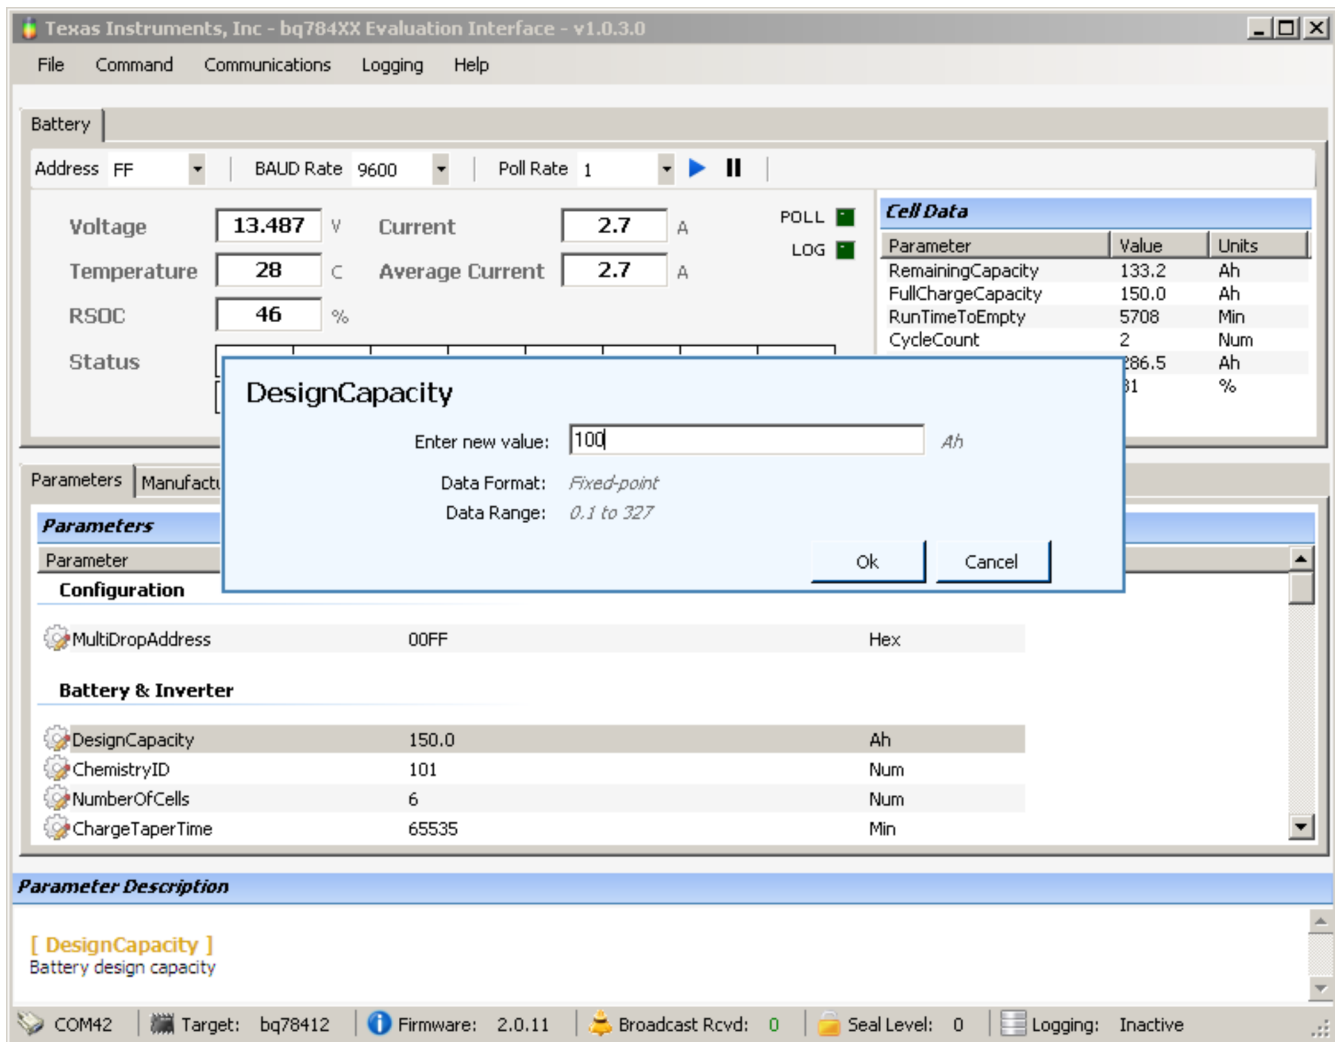 Texas Instruments, Inc - bq784XX Evaluation Interface - v1.0.3.0
File Command Communications Logging Help
Battery
Address FF BAUD Rate 9600 Poll Rate 1
Voltage 13.487 V Current 2.7 A POLL
LOG
Temperature 28 C Average Current 2.7 A
RSOC 46 %
Status
Cell Data
Parameter Value Units
RemainingCapacity 133.2 Ah
FullChargeCapacity 150.0 Ah
RunTimeToEmpty 5708 Min
CycleCount 2 Num
286.5 Ah
%
DesignCapacity
Enter new value: 100 Ah
Data Format: Fixed-point
Data Range: 0.1 to 327
Ok Cancel
Parameters
Parameters
Parameter
Configuration
MultiDropAddress 00FF Hex
Battery & Inverter
DesignCapacity 150.0 Ah
ChemistryID 101 Num
NumberOfCells 6 Num
ChargeTaperTime 65535 Min
Parameter Description
[ DesignCapacity ]
Battery design capacity
COM42 Target: bq78412 Firmware: 2.0.11 Broadcast Rcvd: 0 Seal Level: 0 Logging: Inactive